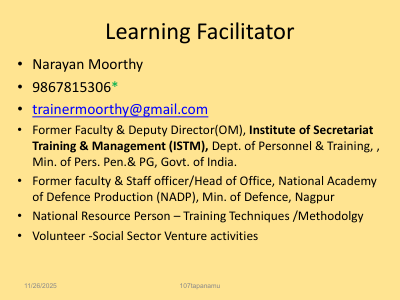 Learning Facilitator
• Narayan Moorthy
• 9867815306*
• trainermoorthy@gmail.com
• Former Faculty & Deputy Director(OM), Institute of Secretariat
Training & Management (ISTM), Dept. of Personnel & Training, ,
Min. of Pers. Pen.& PG, Govt. of India.
• Former faculty & Staff officer/Head of Office, National Academy
of Defence Production (NADP), Min. of Defence, Nagpur
• National Resource Person – Training Techniques /Methodolgy
• Volunteer -Social Sector Venture activities
11/26/2025 107tapanamu